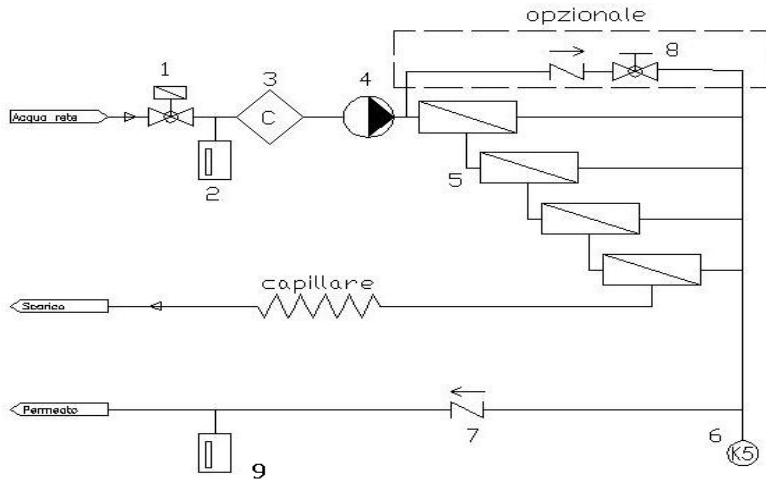 opzionale
1
3
4
8
Acqua rete
C
2
5
capillare
Scarico
Permeato
7
6
K5
9